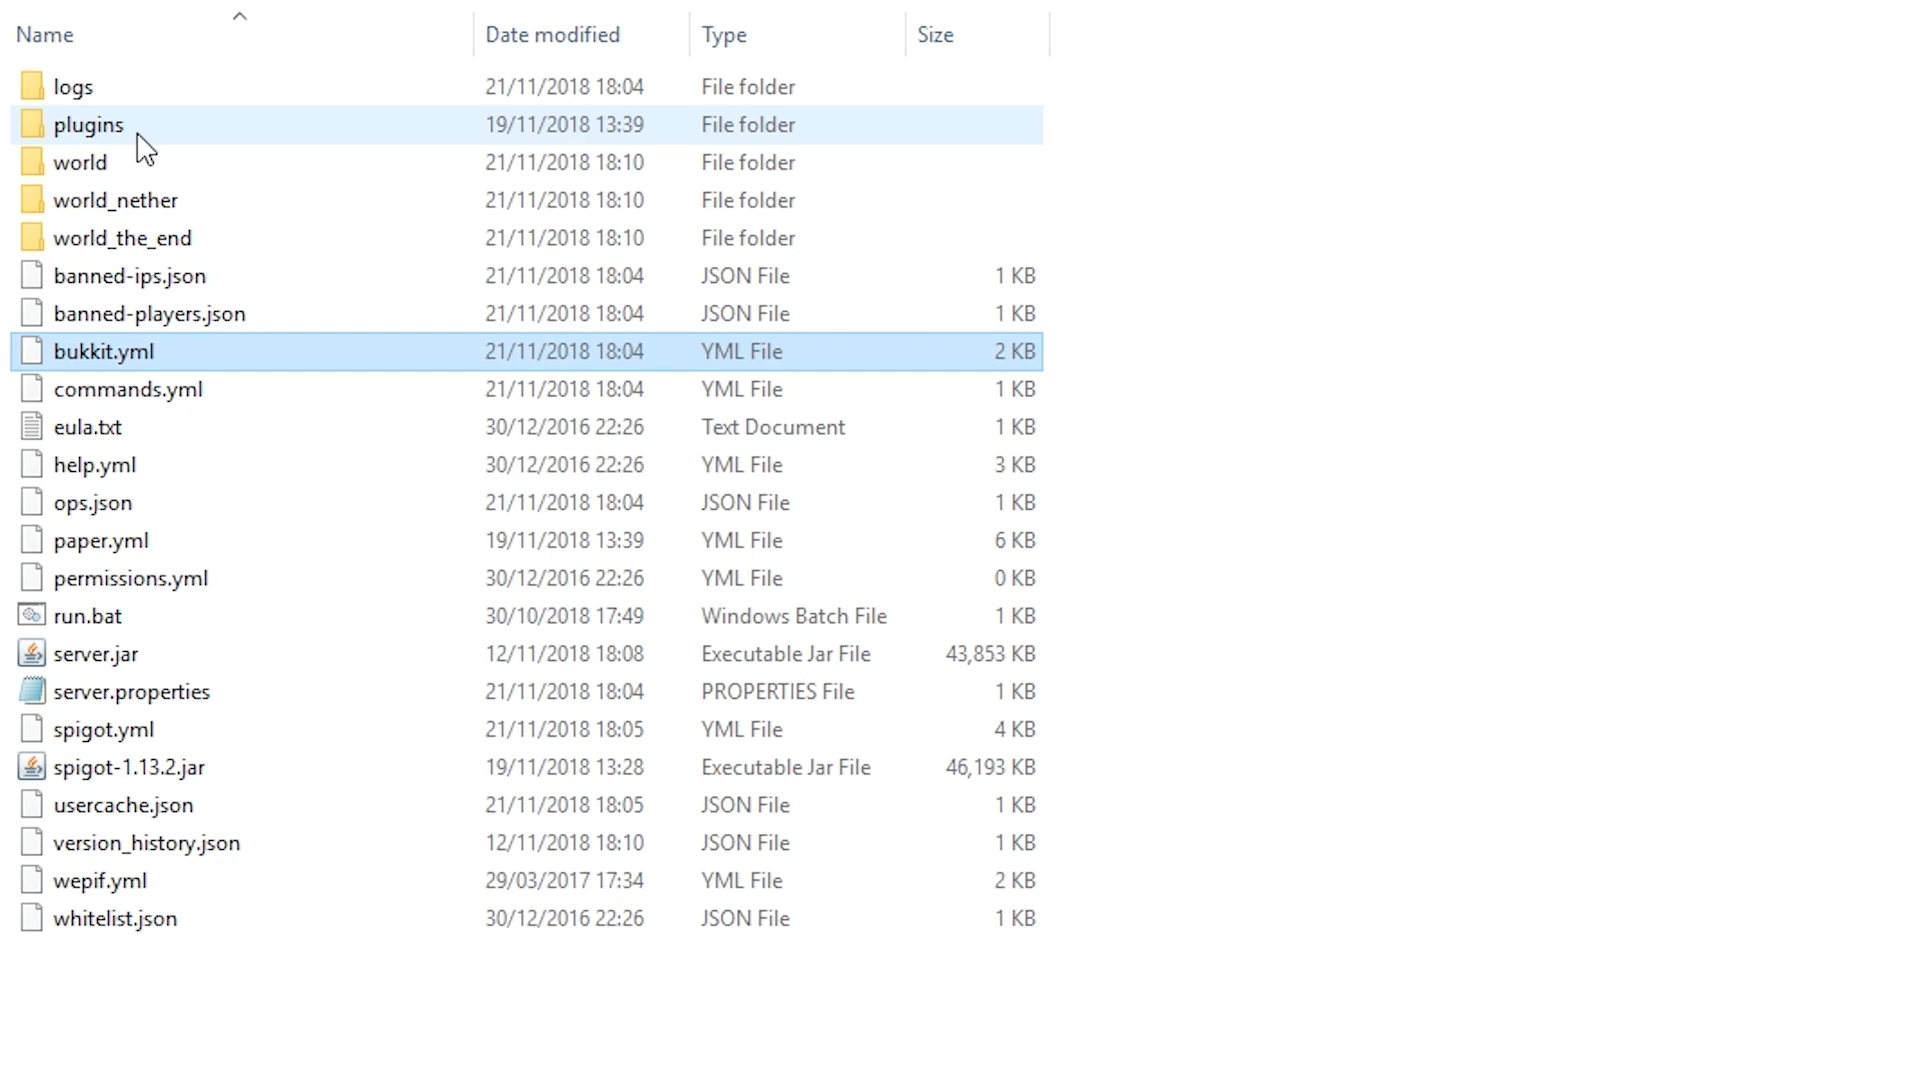 Name Date modified Type Size
logs 21/11/2018 18:04 File folder
plugins 19/11/2018 13:39 File folder
world 21/11/2018 18:10 File folder
world_nether 21/11/2018 18:10 File folder
world_the_end 21/11/2018 18:10 File folder
banned-ips.json 21/11/2018 18:04 JSON File 1 KB
banned-players.json 21/11/2018 18:04 JSON File 1 KB
bukkit.yml 21/11/2018 18:04 YML File 2 KB
commands.yml 21/11/2018 18:04 YML File 1 KB
eula.txt 30/12/2016 22:26 Text Document 1 KB
help.yml 30/12/2016 22:26 YML File 3 KB
ops.json 21/11/2018 18:04 JSON File 1 KB
paper.yml 19/11/2018 13:39 YML File 6 KB
permissions.yml 30/12/2016 22:26 YML File 0 KB
run.bat 30/10/2018 17:49 Windows Batch File 1 KB
server.jar 12/11/2018 18:08 Executable Jar File 43,853 KB
server.properties 21/11/2018 18:04 PROPERTIES File 1 KB
spigot.yml 21/11/2018 18:05 YML File 4 KB
spigot-1.13.2.jar 19/11/2018 13:28 Executable Jar File 46,193 KB
usercache.json 21/11/2018 18:05 JSON File 1 KB
version_history.json 12/11/2018 18:10 JSON File 1 KB
wepif.yml 29/03/2017 17:34 YML File 2 KB
whitelist.json 30/12/2016 22:26 JSON File 1 KB